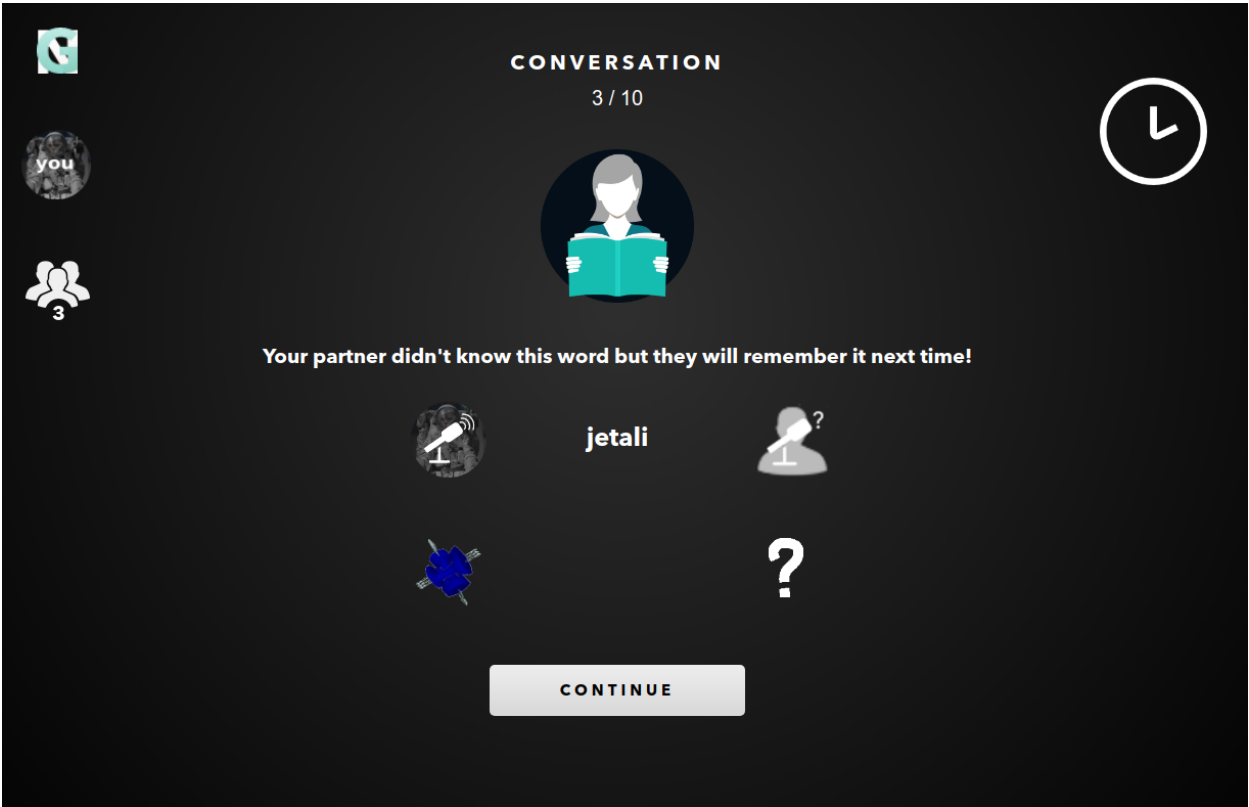 G
CONVERSATION
3 / 10
you
3
Your partner didn't know this word but they will remember it next time!
?
jetali
?
CONTINUE